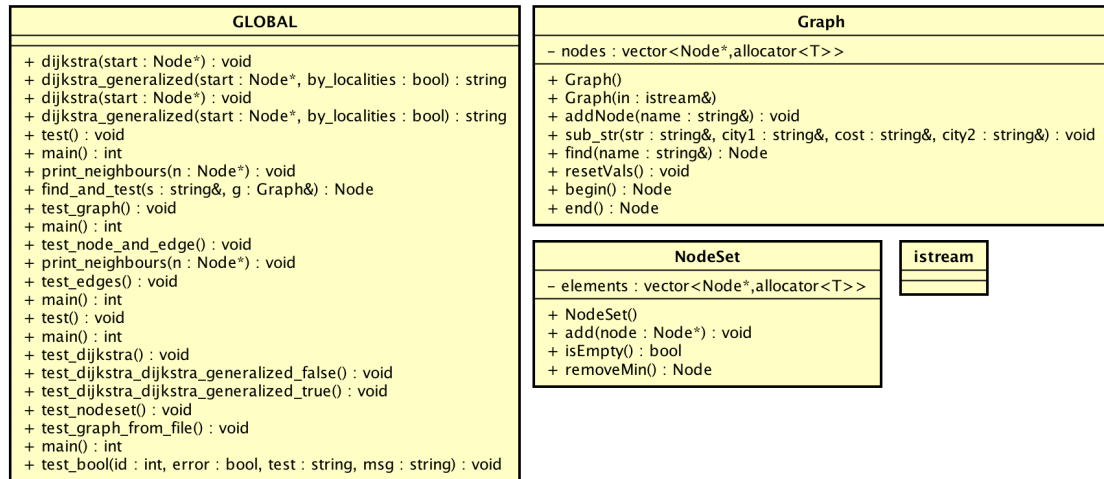 GLOBAL
+ dijkstra(start : Node*) : void
+ dijkstra_generalized(start : Node*, by_localities : bool) : string
+ dijkstra(start : Node*) : void
+ dijkstra_generalized(start : Node*, by_localities : bool) : string
+ test() : void
+ main() : int
+ print_neighbours(n : Node*) : void
+ find_and_test(s : string&, g : Graph&) : Node
+ test_graph() : void
+ main() : int
+ test_node_and_edge() : void
+ print_neighbours(n : Node*) : void
+ test_edges() : void
+ main() : int
+ test() : void
+ main() : int
+ test_dijkstra() : void
+ test_dijkstra_dijkstra_generalized_false() : void
+ test_dijkstra_dijkstra_generalized_true() : void
+ test_nodeset() : void
+ test_graph_from_file() : void
+ main() : int
+ test_bool(id : int, error : bool, test : string, msg : string) : void
Graph
– nodes : vector<Node*,allocator<T>>
+ Graph()
+ Graph(in : istream&)
+ addNode(name : string&) : void
+ sub_str(str : string&, city1 : string&, cost : string&, city2 : string&) : void
+ find(name : string&) : Node
+ resetVals() : void
+ begin() : Node
+ end() : Node
NodeSet
– elements : vector<Node*,allocator<T>>
+ NodeSet()
+ add(node : Node*) : void
+ isEmpty() : bool
+ removeMin() : Node
istream